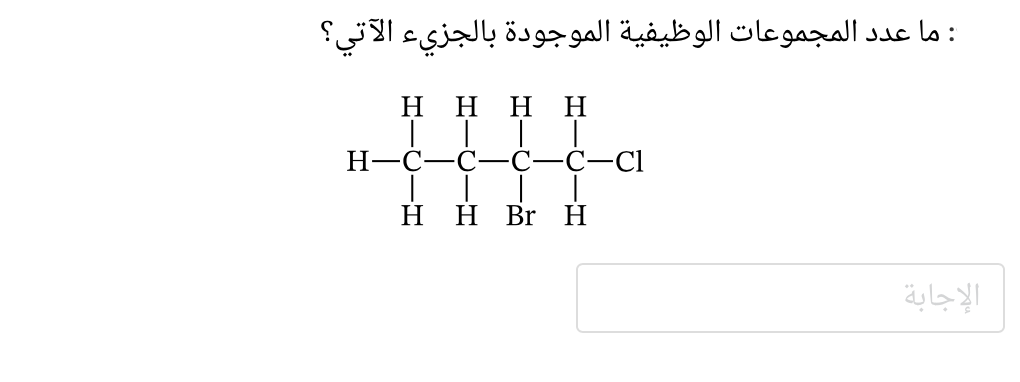 : ما عدد المجموعات الوظيفية الموجودة بالجزيء الآتي؟
H H H H
H—C—C—C—C—Cl
H H Br H
الإجابة